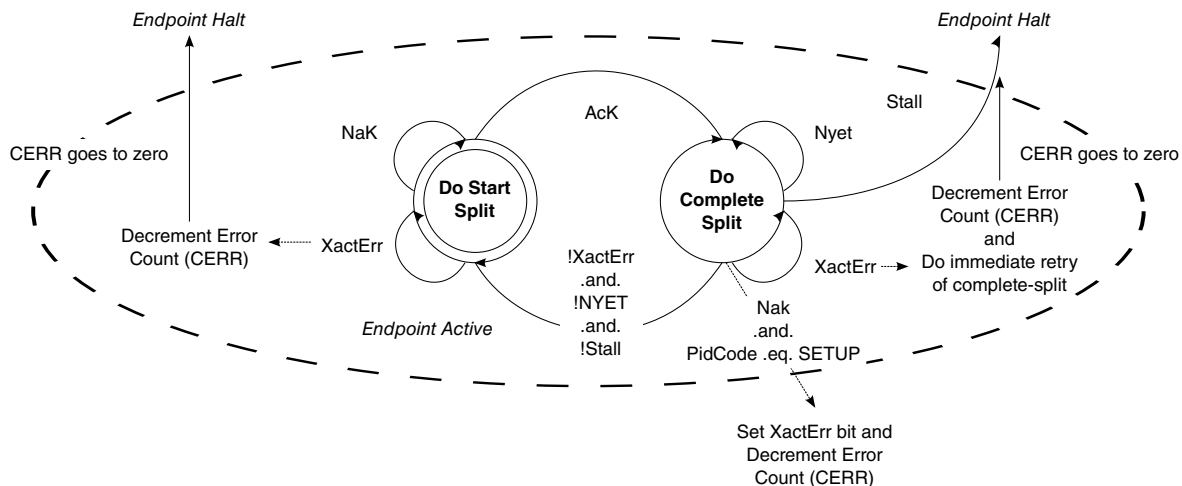 Endpoint Halt
Endpoint Halt
AcK
Stall
NaK
Nyet
CERR goes to zero
CERR goes to zero
Do Start
Split
Do
Complete
Split
Decrement Error
Count (CERR)
XactErr
Decrement Error
Count (CERR)
and
Do immediate retry
of complete-split
XactErr
!XactErr
.and.
!NYET
.and.
!Stall
Endpoint Active
Nak
.and.
PidCode .eq. SETUP
Set XactErr bit and
Decrement Error
Count (CERR)